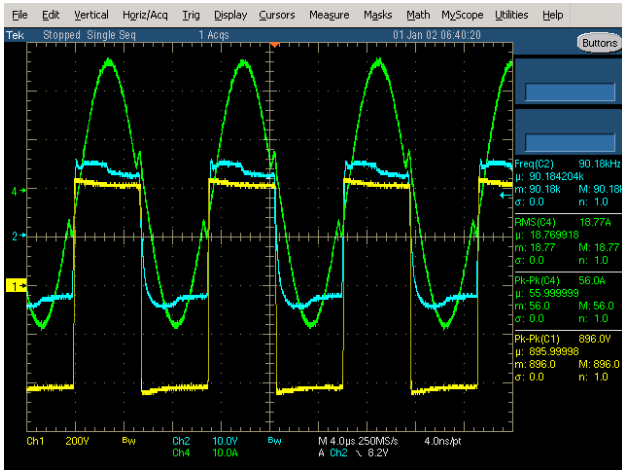 File Edit Vertical Horiz/Acq Trig Display Cursors Measure Masks Math MyScope Utilities Help
Tek Stopped Single Seq 1 Acqs 01 Jan 02 06:40:20
Buttons
Freq(C2) 90.18kHz
µ: 90.184204k
m: 90.18k M: 90.18k
σ: 0.0 n: 1.0
4
RMS(C4) 18.77A
µ: 18.769918
2
m: 18.77 M: 18.77
σ: 0.0 n: 1.0
Pk-Pk(C4) 56.0A
1
µ: 55.999999
m: 56.0 M: 56.0
σ: 0.0 n: 1.0
Pk-Pk(C1) 896.0V
µ: 895.99998
m: 896.0 M: 896.0
σ: 0.0 n: 1.0
Ch1 200V Bw Ch2 10.0V Bw M 4.0µs 250MS/s 4.0ns/pt
Ch4 10.0A A Ch2 \ 8.2V